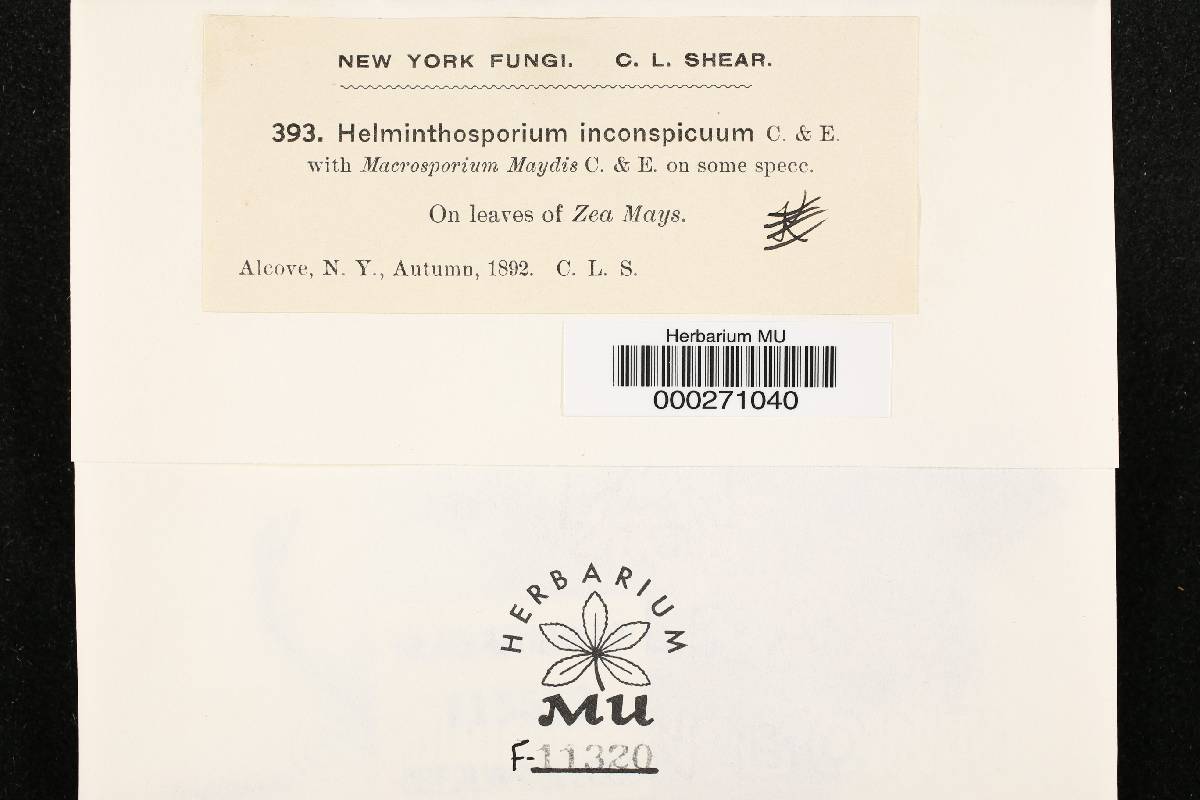 NEW YORK FUNGI. C. L. SHEAR.
393. Helminthosporium inconspicuum C. & E.
with Macrosporium Maydis C. & E. on some specc.
On leaves of Zea Mays.
Alcove, N. Y., Autumn, 1892. C. L. S.
Herbarium MU
000271040
HERBARIUM
MU
F-11320